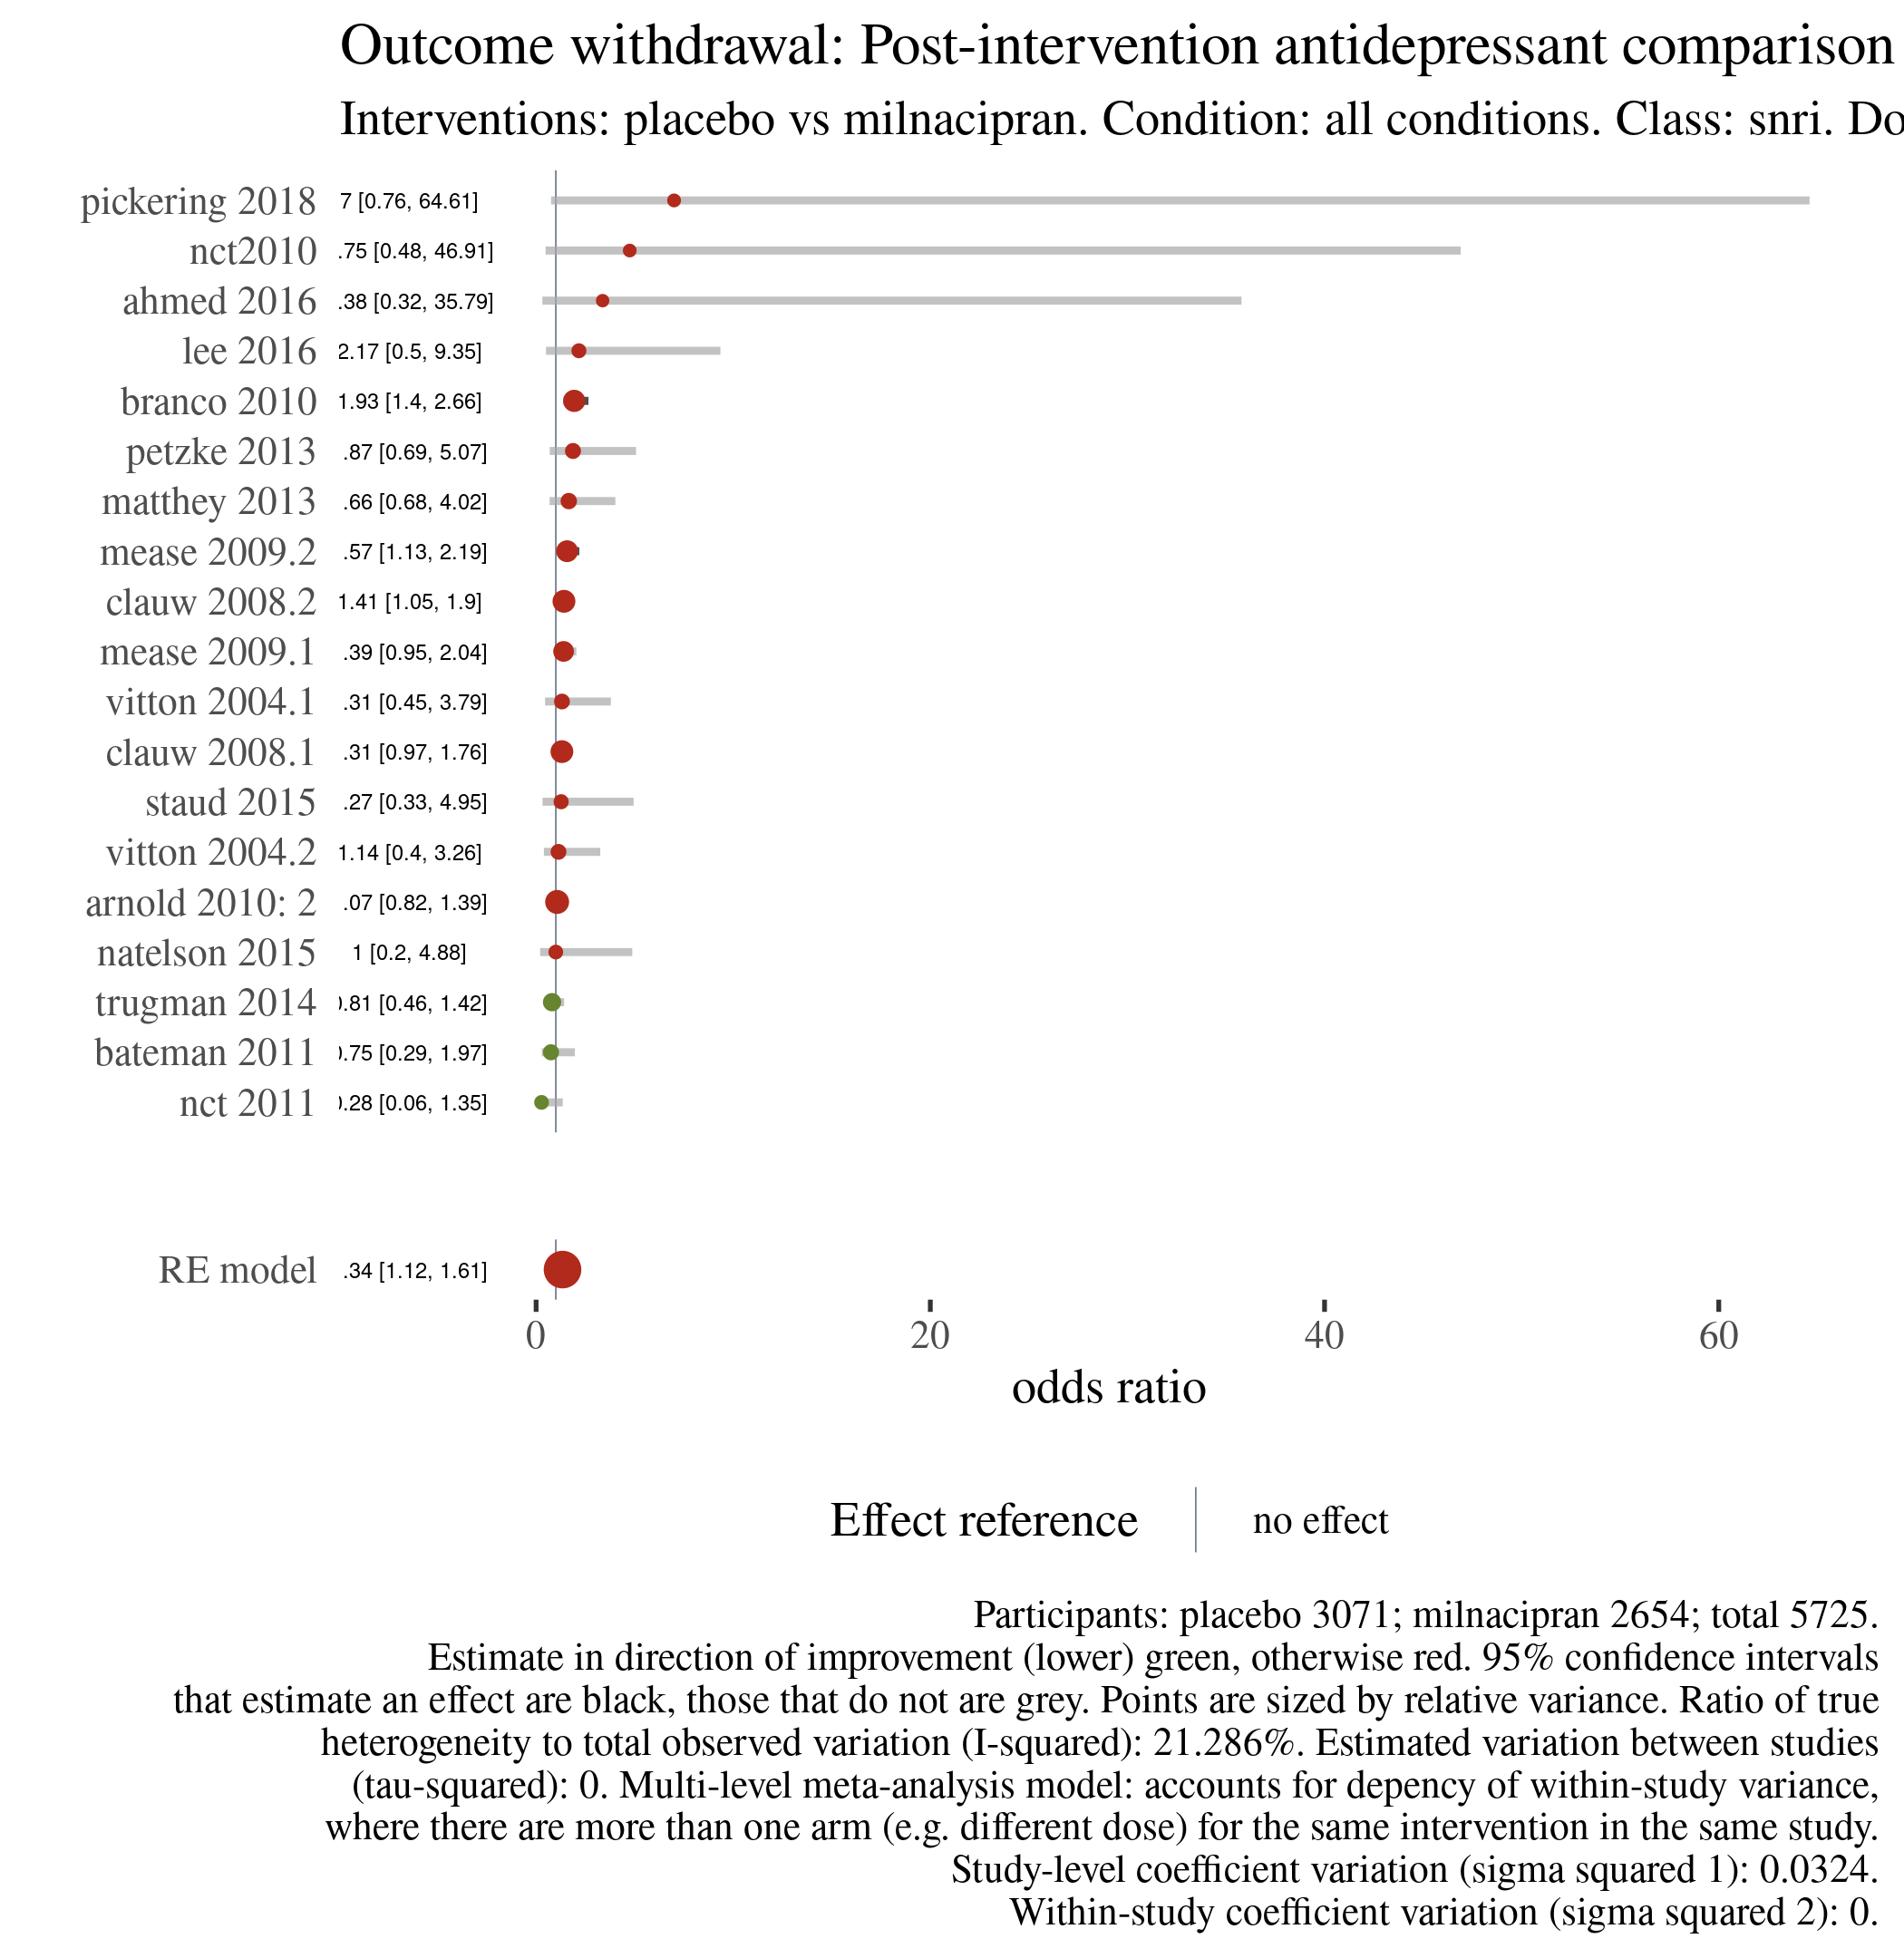 Outcome withdrawal: Post-intervention antidepressant comparison
Interventions: placebo vs milnacipran. Condition: all conditions. Class: snri. Do
pickering 2018 7 [0.76, 64.61]
nct2010 .75 [0.48, 46.91]
ahmed 2016 .38 [0.32, 35.79]
lee 2016 2.17 [0.5, 9.35]
branco 2010 1.93 [1.4, 2.66]
petzke 2013 .87 [0.69, 5.07]
matthey 2013 .66 [0.68, 4.02]
mease 2009.2 .57 [1.13, 2.19]
clauw 2008.2 1.41 [1.05, 1.9]
mease 2009.1 .39 [0.95, 2.04]
vitton 2004.1 .31 [0.45, 3.79]
clauw 2008.1 .31 [0.97, 1.76]
staud 2015 .27 [0.33, 4.95]
vitton 2004.2 1.14 [0.4, 3.26]
arnold 2010: 2 .07 [0.82, 1.39]
natelson 2015 1 [0.2, 4.88]
trugman 2014 0.81 [0.46, 1.42]
bateman 2011 0.75 [0.29, 1.97]
nct 2011 0.28 [0.06, 1.35]
RE model .34 [1.12, 1.61]
0 20 40 60
odds ratio
Effect reference no effect
Participants: placebo 3071; milnacipran 2654; total 5725.
Estimate in direction of improvement (lower) green, otherwise red. 95% confidence intervals
that estimate an effect are black, those that do not are grey. Points are sized by relative variance. Ratio of true
heterogeneity to total observed variation (I-squared): 21.286%. Estimated variation between studies
(tau-squared): 0. Multi-level meta-analysis model: accounts for depency of within-study variance,
where there are more than one arm (e.g. different dose) for the same intervention in the same study.
Study-level coefficient variation (sigma squared 1): 0.0324.
Within-study coefficient variation (sigma squared 2): 0.